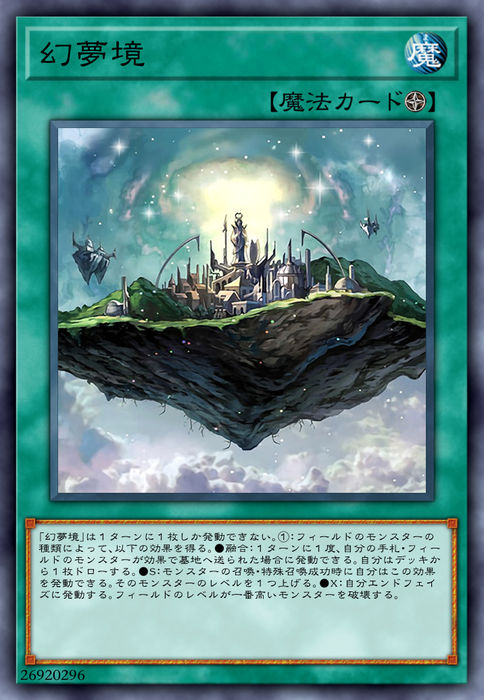 幻夢境
魔
【魔法カード】
「幻夢境」は1ターンに1枚しか発動できない。①:フィールドのモンスターの
種類によって、以下の効果を得る。●融合:1ターンに1度、自分の手札・フィー
ルドのモンスターが効果で墓地へ送られた場合に発動できる。自分はデッキか
ら1枚ドローする。●S:モンスターの召喚・特殊召喚成功時に自分はこの効果
を発動できる。そのモンスターのレベルを1つ上げる。●X:自分エンドフェイ
ズに発動する。フィールドのレベルが一番高いモンスターを破壊する。
26920296